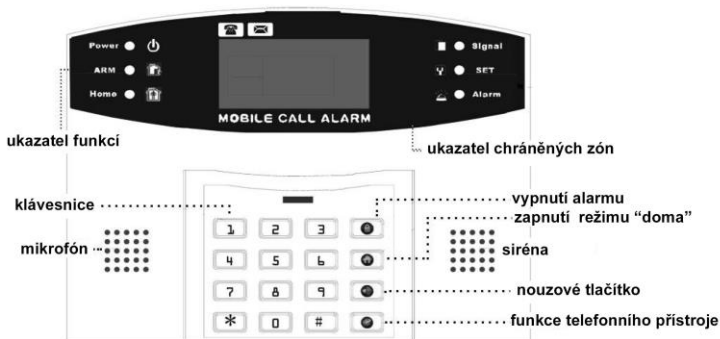 Power
Signal
ARM
SET
Home
Alarm
MOBILE CALL ALARM
ukazatel funkcí
ukazatel chráněných zón
klávesnice
vypnutí alarmu
zapnutí režimu “doma”
mikrofón
siréna
nouzové tlačítko
funkce telefonního přístroje
1 2 3
4 5 6
7 8 9
* 0 #